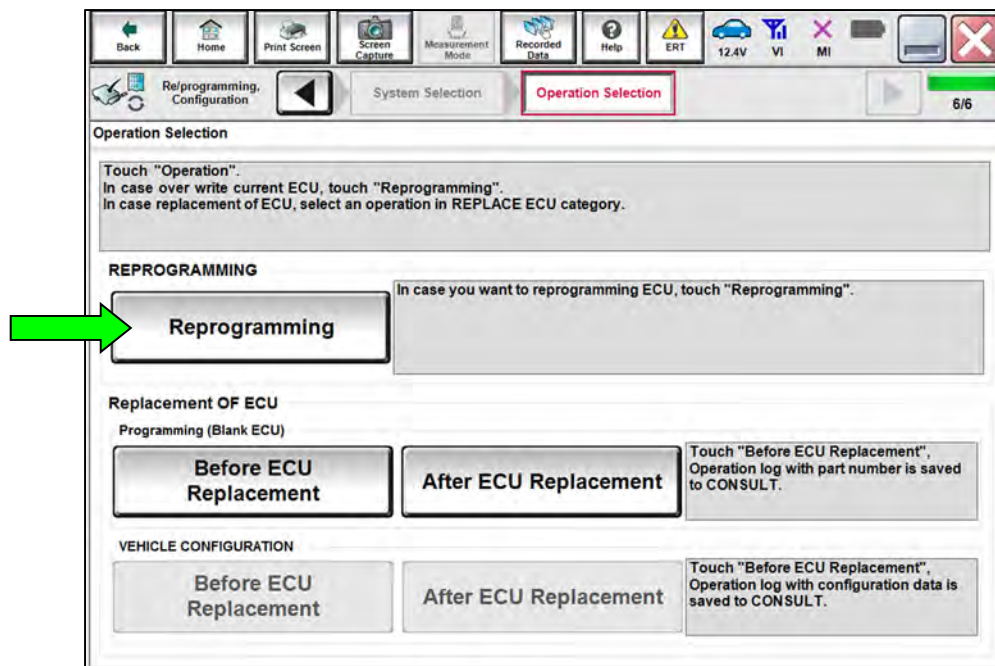 Back
Home
Print Screen
Screen
Capture
Measurement
Mode
Recorded
Data
Help
ERT
12.4V
VI
MI
Re/programming,
Configuration
System Selection
Operation Selection
6/6
Operation Selection
Touch "Operation".
In case over write current ECU, touch "Reprogramming".
In case replacement of ECU, select an operation in REPLACE ECU category.
REPROGRAMMING
Reprogramming
In case you want to reprogramming ECU, touch "Reprogramming".
Replacement OF ECU
Programming (Blank ECU)
Before ECU
Replacement
After ECU Replacement
Touch "Before ECU Replacement",
Operation log with part number is saved
to CONSULT.
VEHICLE CONFIGURATION
Before ECU
Replacement
After ECU Replacement
Touch "Before ECU Replacement",
Operation log with configuration data is
saved to CONSULT.